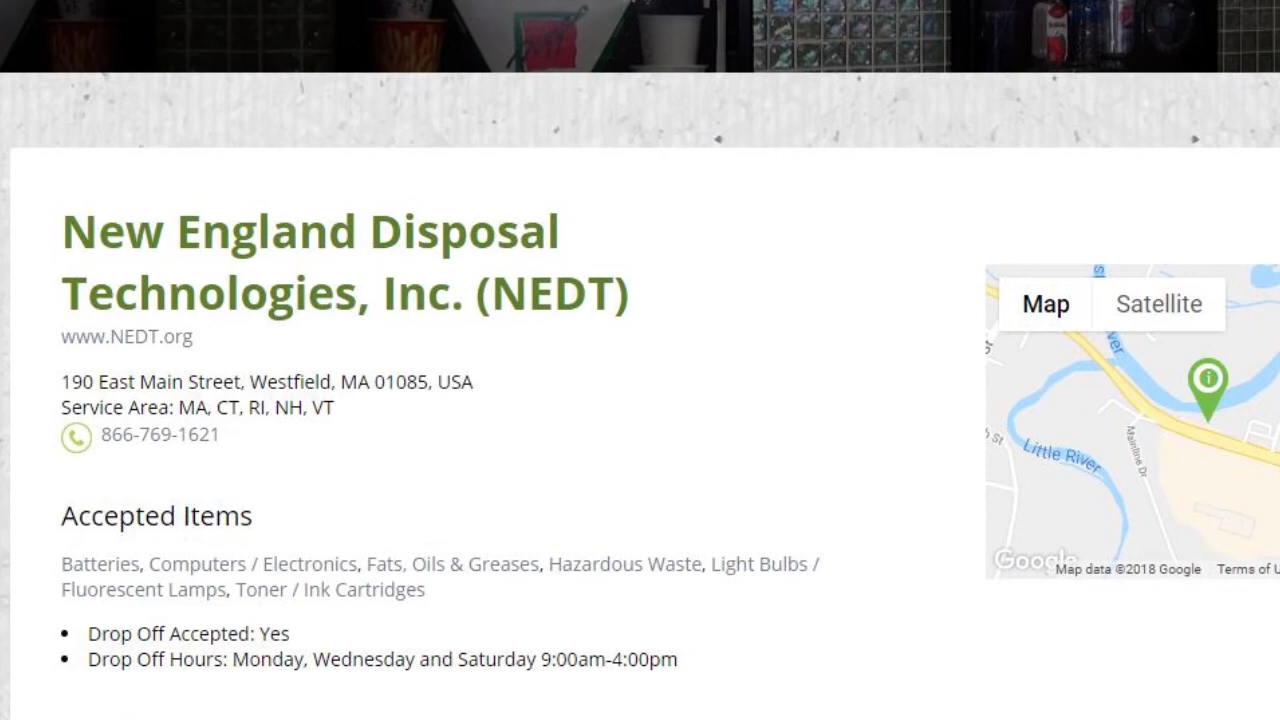 New England Disposal
Technologies, Inc. (NEDT)
www.NEDT.org
190 East Main Street, Westfield, MA 01085, USA
Service Area: MA, CT, RI, NH, VT
866-769-1621
Accepted Items
Batteries, Computers / Electronics, Fats, Oils & Greases, Hazardous Waste, Light Bulbs /
Fluorescent Lamps, Toner / Ink Cartridges
• Drop Off Accepted: Yes
• Drop Off Hours: Monday, Wednesday and Saturday 9:00am-4:00pm
Map Satellite
Little River
Mainline Dr
Google
Map data ©2018 Google Terms of U